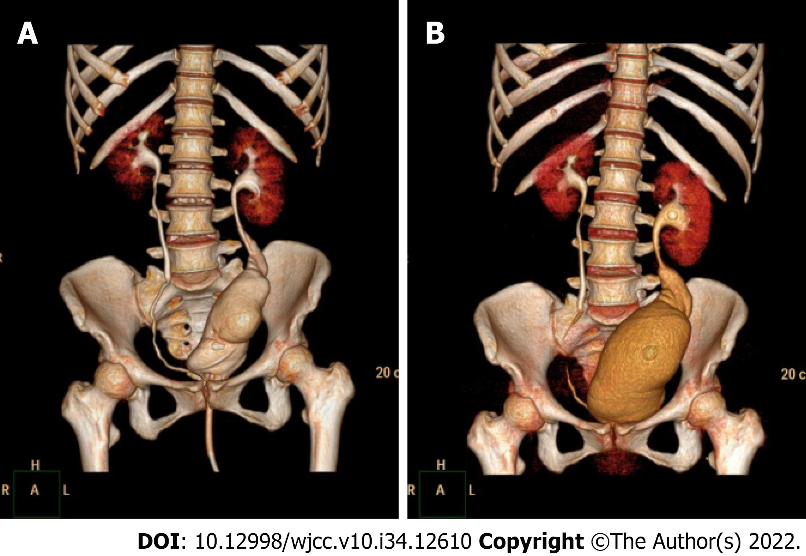 A
B
R
20 c
20 c
H
R A L
H
R A L
DOI: 10.12998/wjcc.v10.i34.12610 Copyright ©The Author(s) 2022.